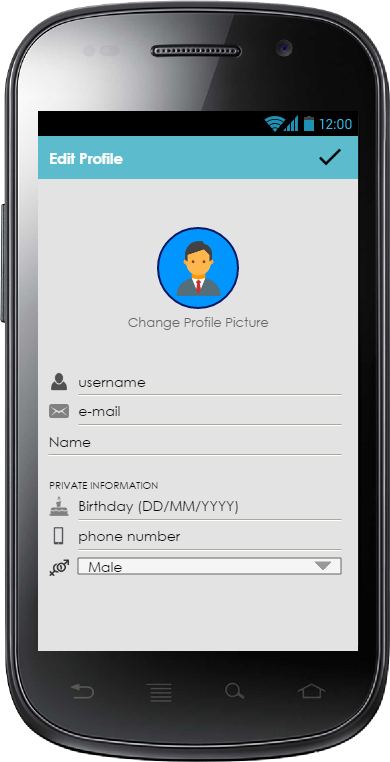 12:00
Edit Profile
Change Profile Picture
username
e-mail
Name
PRIVATE INFORMATION
Birthday (DD/MM/YYYY)
phone number
Male